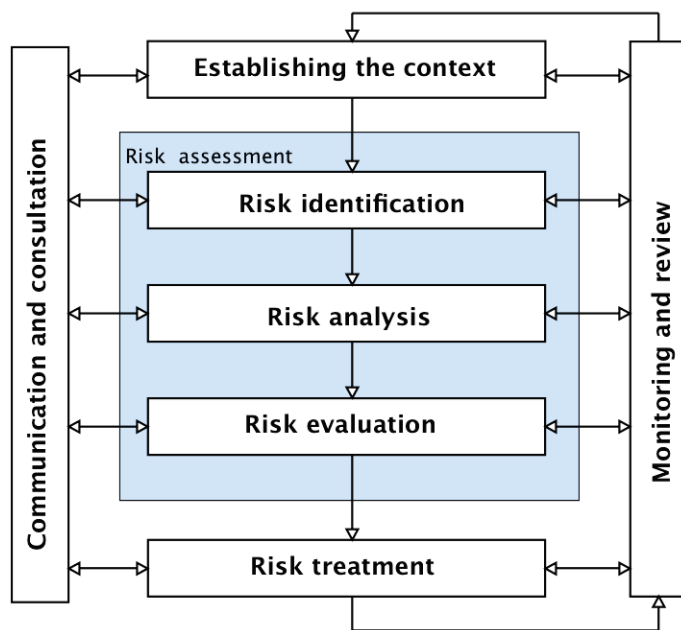 Establishing the context
Risk assessment
Risk identification
Risk analysis
Risk evaluation
Risk treatment
Communication and consultation
Monitoring and review